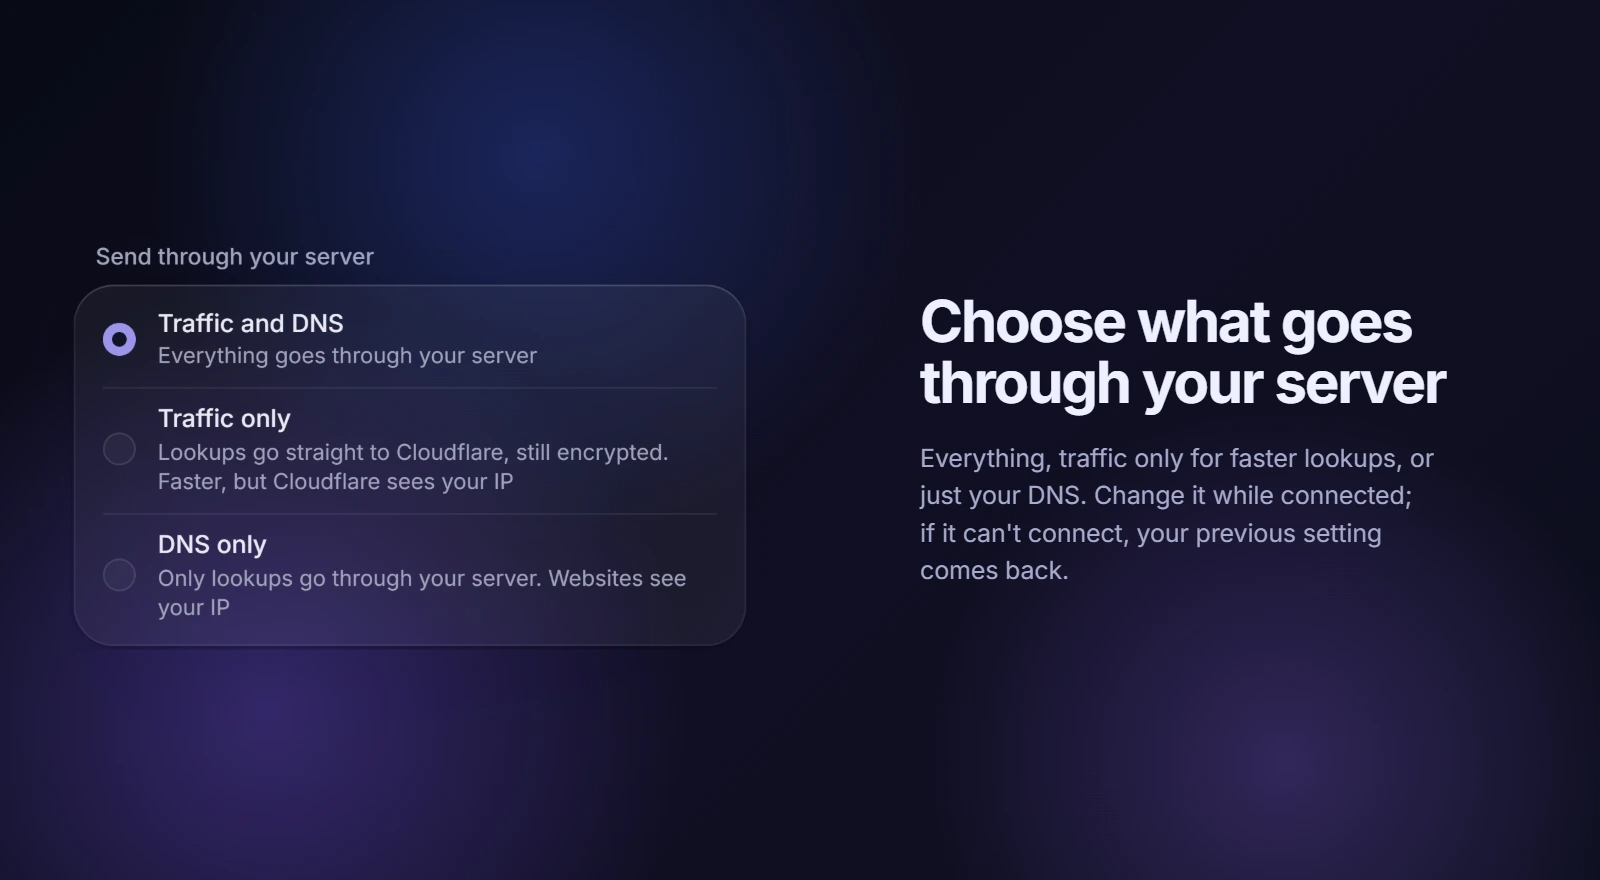 Send through your server
Traffic and DNS
Everything goes through your server
Traffic only
Lookups go straight to Cloudflare, still encrypted.
Faster, but Cloudflare sees your IP
DNS only
Only lookups go through your server. Websites see
your IP
Choose what goes
through your server
Everything, traffic only for faster lookups, or
just your DNS. Change it while connected;
if it can't connect, your previous setting
comes back.